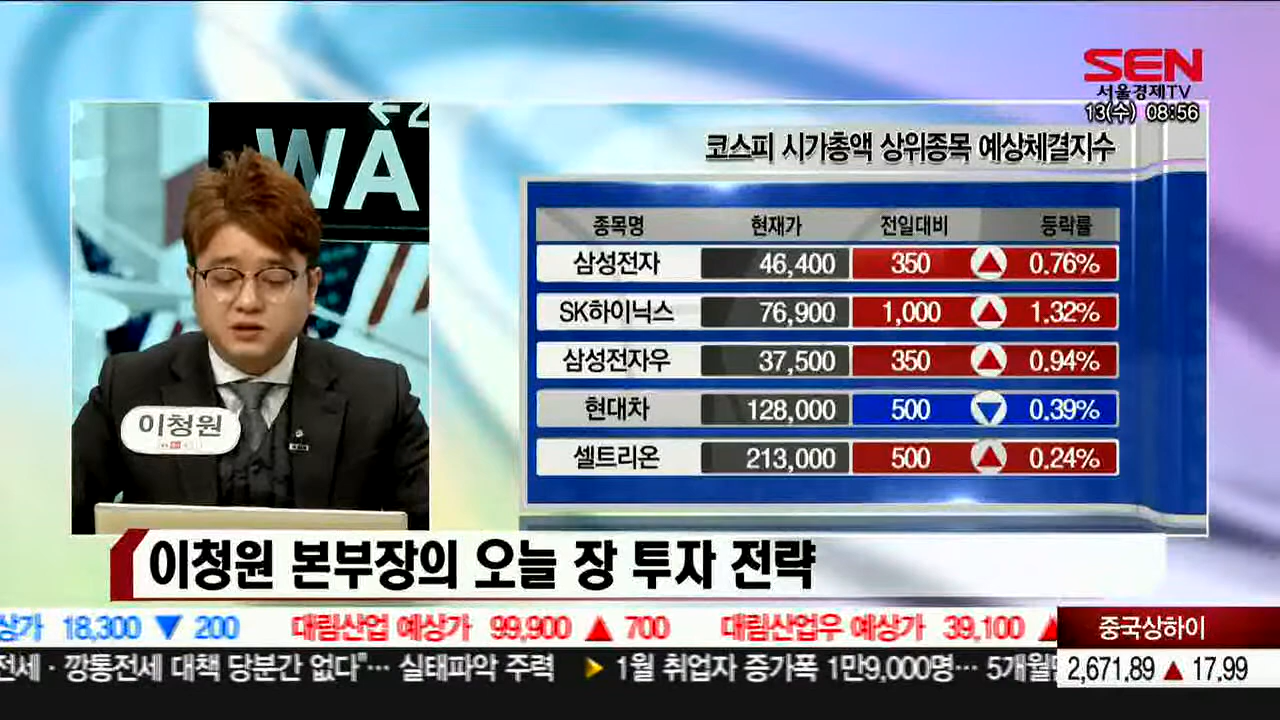 SEN
서울경제TV
13(수) 08:56
WA
코스피 시가총액 상위종목 예상체결지수
종목명 현재가 전일대비 등락률
삼성전자 46,400 350 ▲ 0.76%
SK하이닉스 76,900 1,000 ▲ 1.32%
삼성전자우 37,500 350 ▲ 0.94%
현대차 128,000 500 ▼ 0.39%
셀트리온 213,000 500 ▲ 0.24%
이청원
이청원 본부장의 오늘 장 투자 전략
상가 18,300 ▼ 200 대림산업 예상가 99,900 ▲ 700 대림산업우 예상가 39,100 ▲
중국상하이
전세·깡통전세 대책 당분간 없다"… 실태파악 주력 ▶ 1월 취업자 증가폭 1만9,000명… 5개월
2,671.89 ▲ 17.99